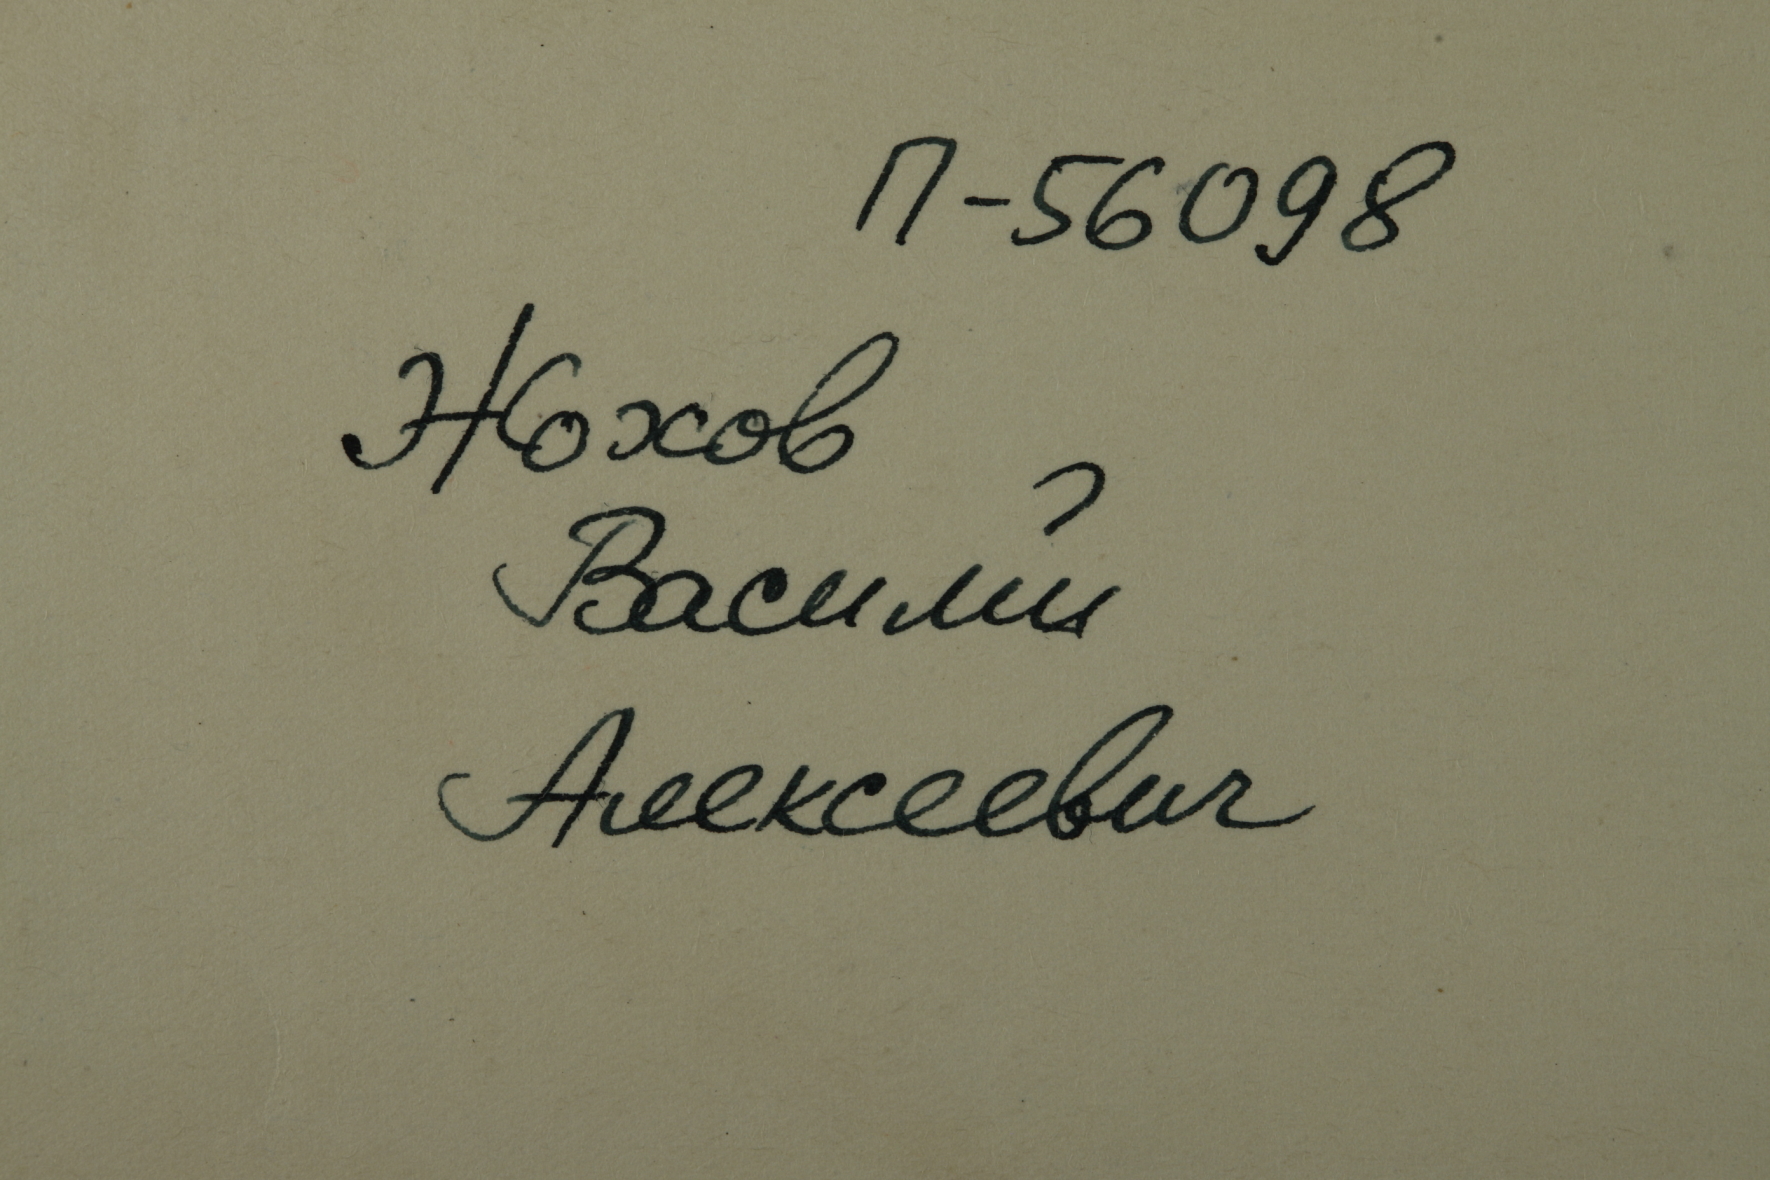 П-56098
Жохов
Василий
Алексеевич